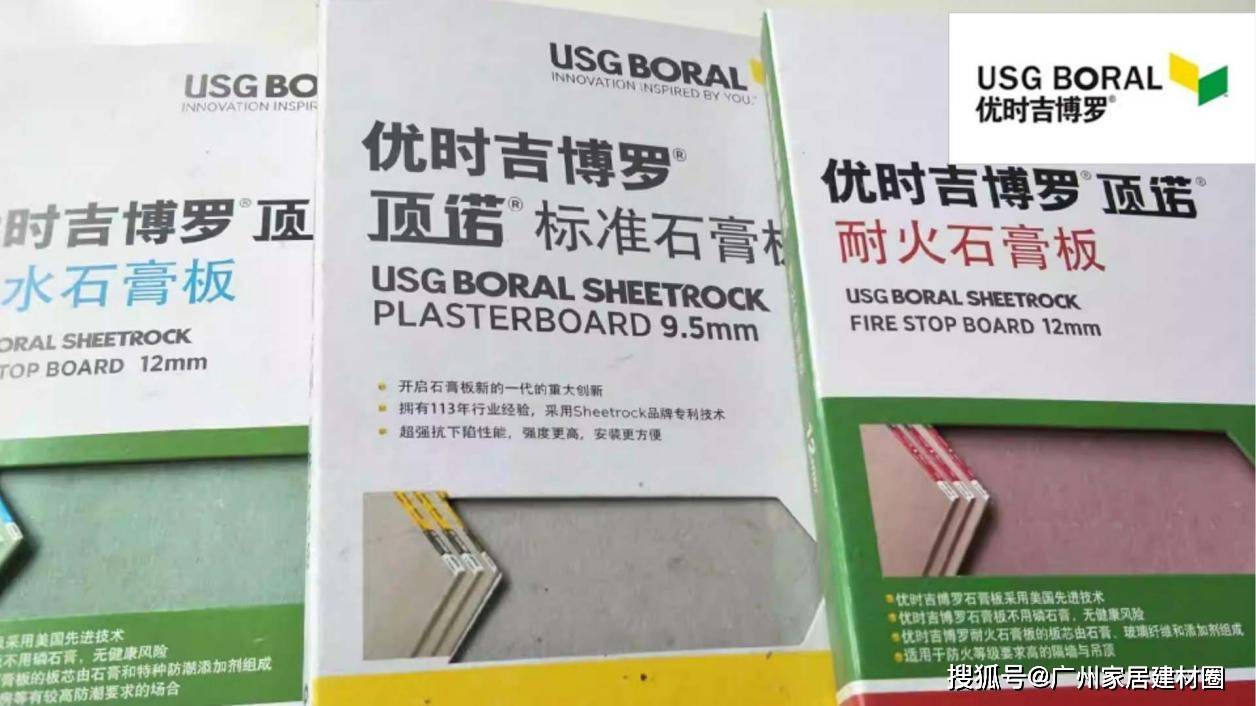 USG BO
INNOVATION INSPIR
时吉博罗®顶
水石膏板
ORAL SHEETROCK
TOP BOARD 12mm
采用美国先进技术
不用磷石膏，无健康风险
板的板芯由石膏和特种防潮添加剂组成
房等有较高防潮要求的场合
USG BORAL
INNOVATION INSPIRED BY YOU.™
优时吉博罗®
顶诺®标准石膏板
USG BORAL SHEETROCK
PLASTERBOARD 9.5mm
开启石膏板新的一代的重大创新
拥有113年行业经验，采用Sheetrock品牌专利技术
超强抗下陷性能，强度更高，安装更方便
12mm
USG BORAL
优时吉博罗®
优时吉博罗®顶诺®
耐火石膏板
USG BORAL SHEETROCK
FIRE STOP BOARD 12mm
优时吉博罗石膏板采用美国先进技术
优时吉博罗石膏板不用磷石膏，无健康风险
优时吉博罗耐火石膏板的板芯由石膏、玻璃纤维和添加剂组成
适用于防火等级要求高的隔墙与吊顶
搜狐号@广州家居建材圈